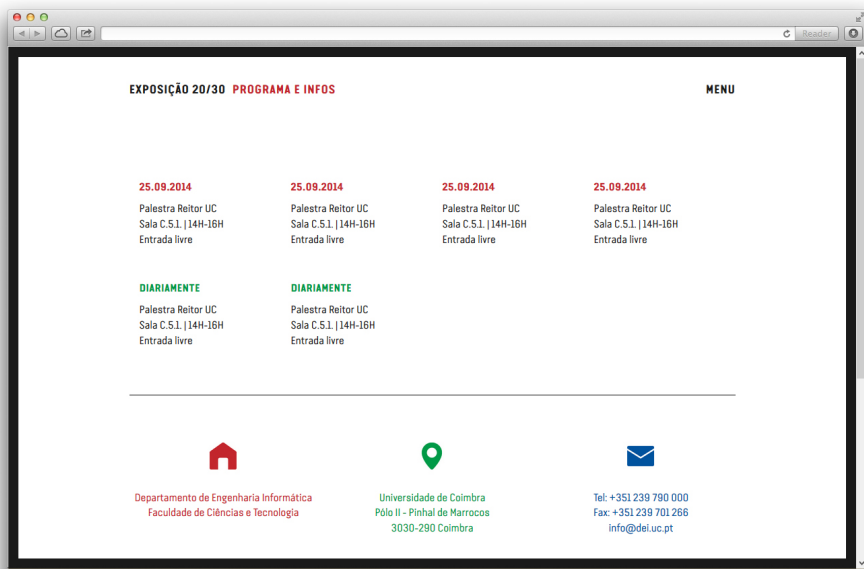 Reader
EXPOSIÇÃO 20/30 PROGRAMA E INFOS
MENU
25.09.2014
Palestra Reitor UC
Sala C.5.1. | 14H-16H
Entrada livre
25.09.2014
Palestra Reitor UC
Sala C.5.1. | 14H-16H
Entrada livre
25.09.2014
Palestra Reitor UC
Sala C.5.1. | 14H-16H
Entrada livre
25.09.2014
Palestra Reitor UC
Sala C.5.1. | 14H-16H
Entrada livre
DIARIAMENTE
Palestra Reitor UC
Sala C.5.1. | 14H-16H
Entrada livre
DIARIAMENTE
Palestra Reitor UC
Sala C.5.1. | 14H-16H
Entrada livre
Departamento de Engenharia Informática
Faculdade de Ciências e Tecnologia
Universidade de Coimbra
Pólo II - Pinhal de Marrocos
3030-290 Coimbra
Tel: +351 239 790 000
Fax: +351 239 701 266
info@dei.uc.pt